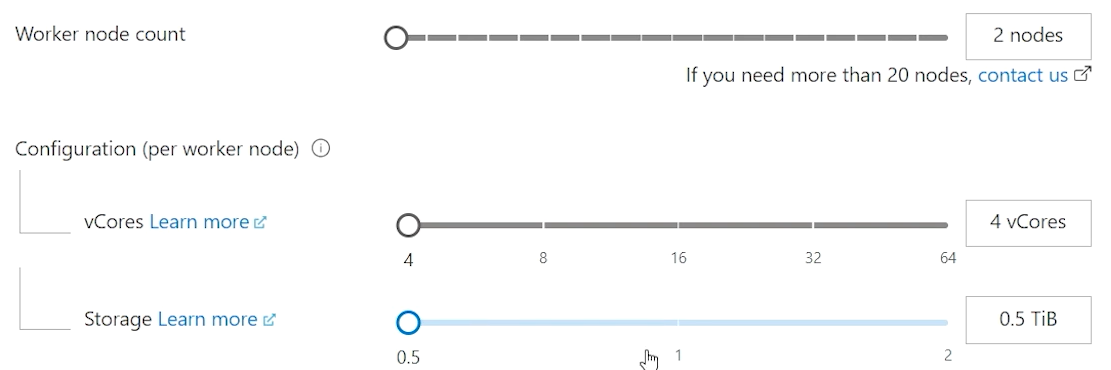 Worker node count 2 nodes
If you need more than 20 nodes, contact us
Configuration (per worker node)
vCores Learn more 4 vCores
4 8 16 32 64
Storage Learn more 0.5 TiB
0.5 1 2